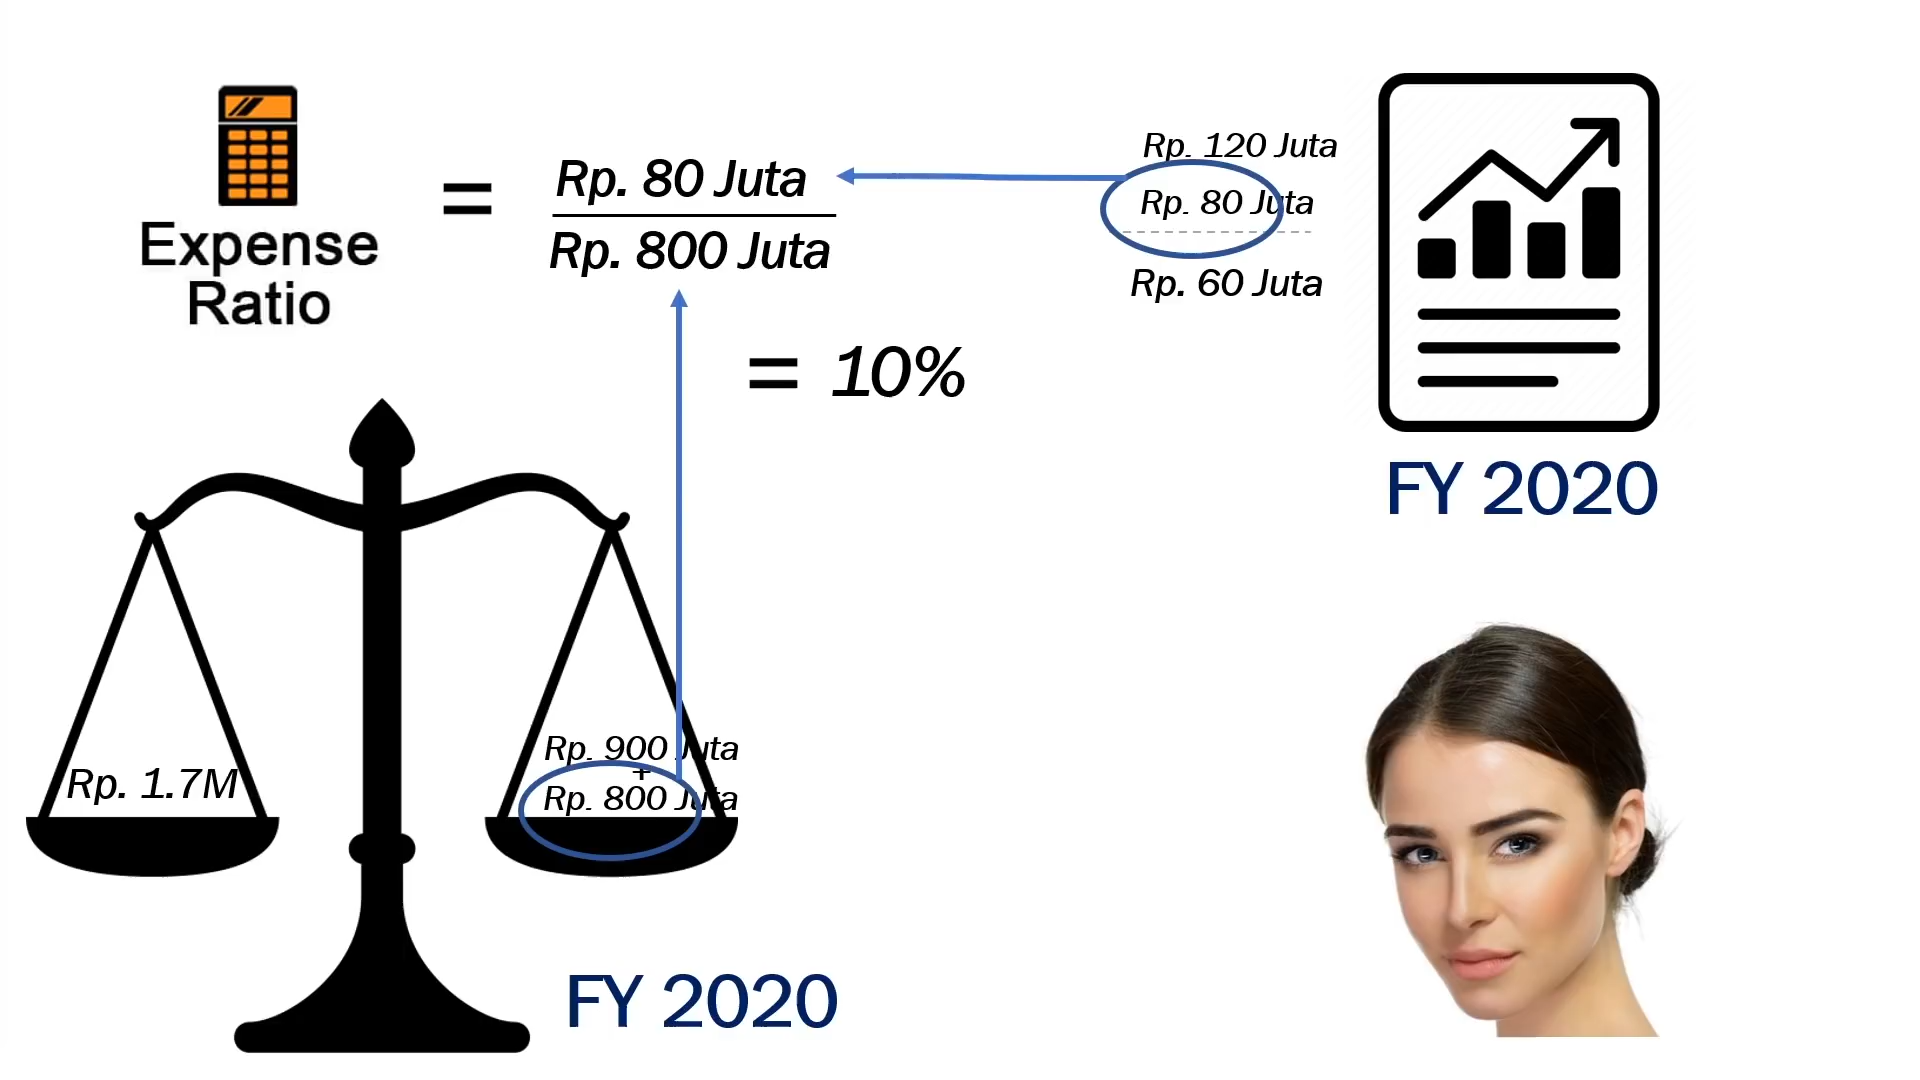 Expense
Ratio
=
Rp. 80 Juta
Rp. 800 Juta
= 10%
Rp. 120 Juta
Rp. 80 Juta
Rp. 60 Juta
FY 2020
Rp. 1.7M
Rp. 900 Juta
+
Rp. 800 Juta
FY 2020